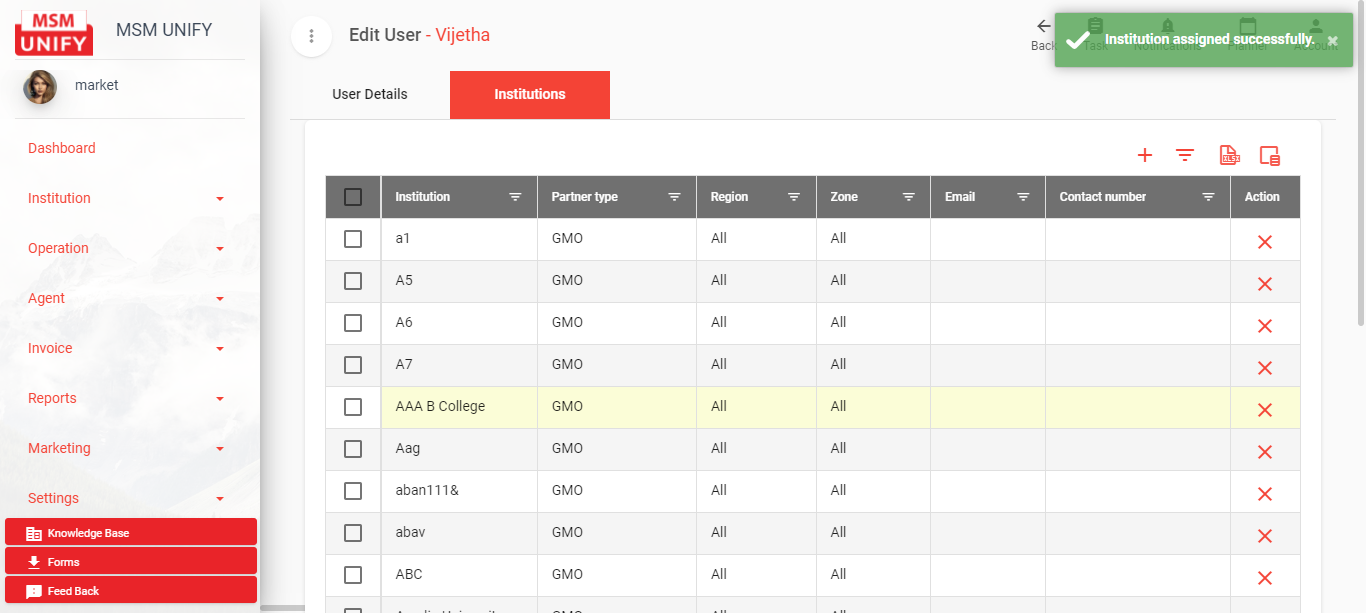 MSM
UNIFY
MSM UNIFY
market
Dashboard
Institution
Operation
Agent
Invoice
Reports
Marketing
Settings
Knowledge Base
Forms
Feed Back
Edit User - Vijetha
Back
Task
Notifications
Planner
Account
Institution assigned successfully. ×
User Details
Institutions
Institution Partner type Region Zone Email Contact number Action
a1 GMO All All
A5 GMO All All
A6 GMO All All
A7 GMO All All
AAA B College GMO All All
Aag GMO All All
aban111& GMO All All
abav GMO All All
ABC GMO All All